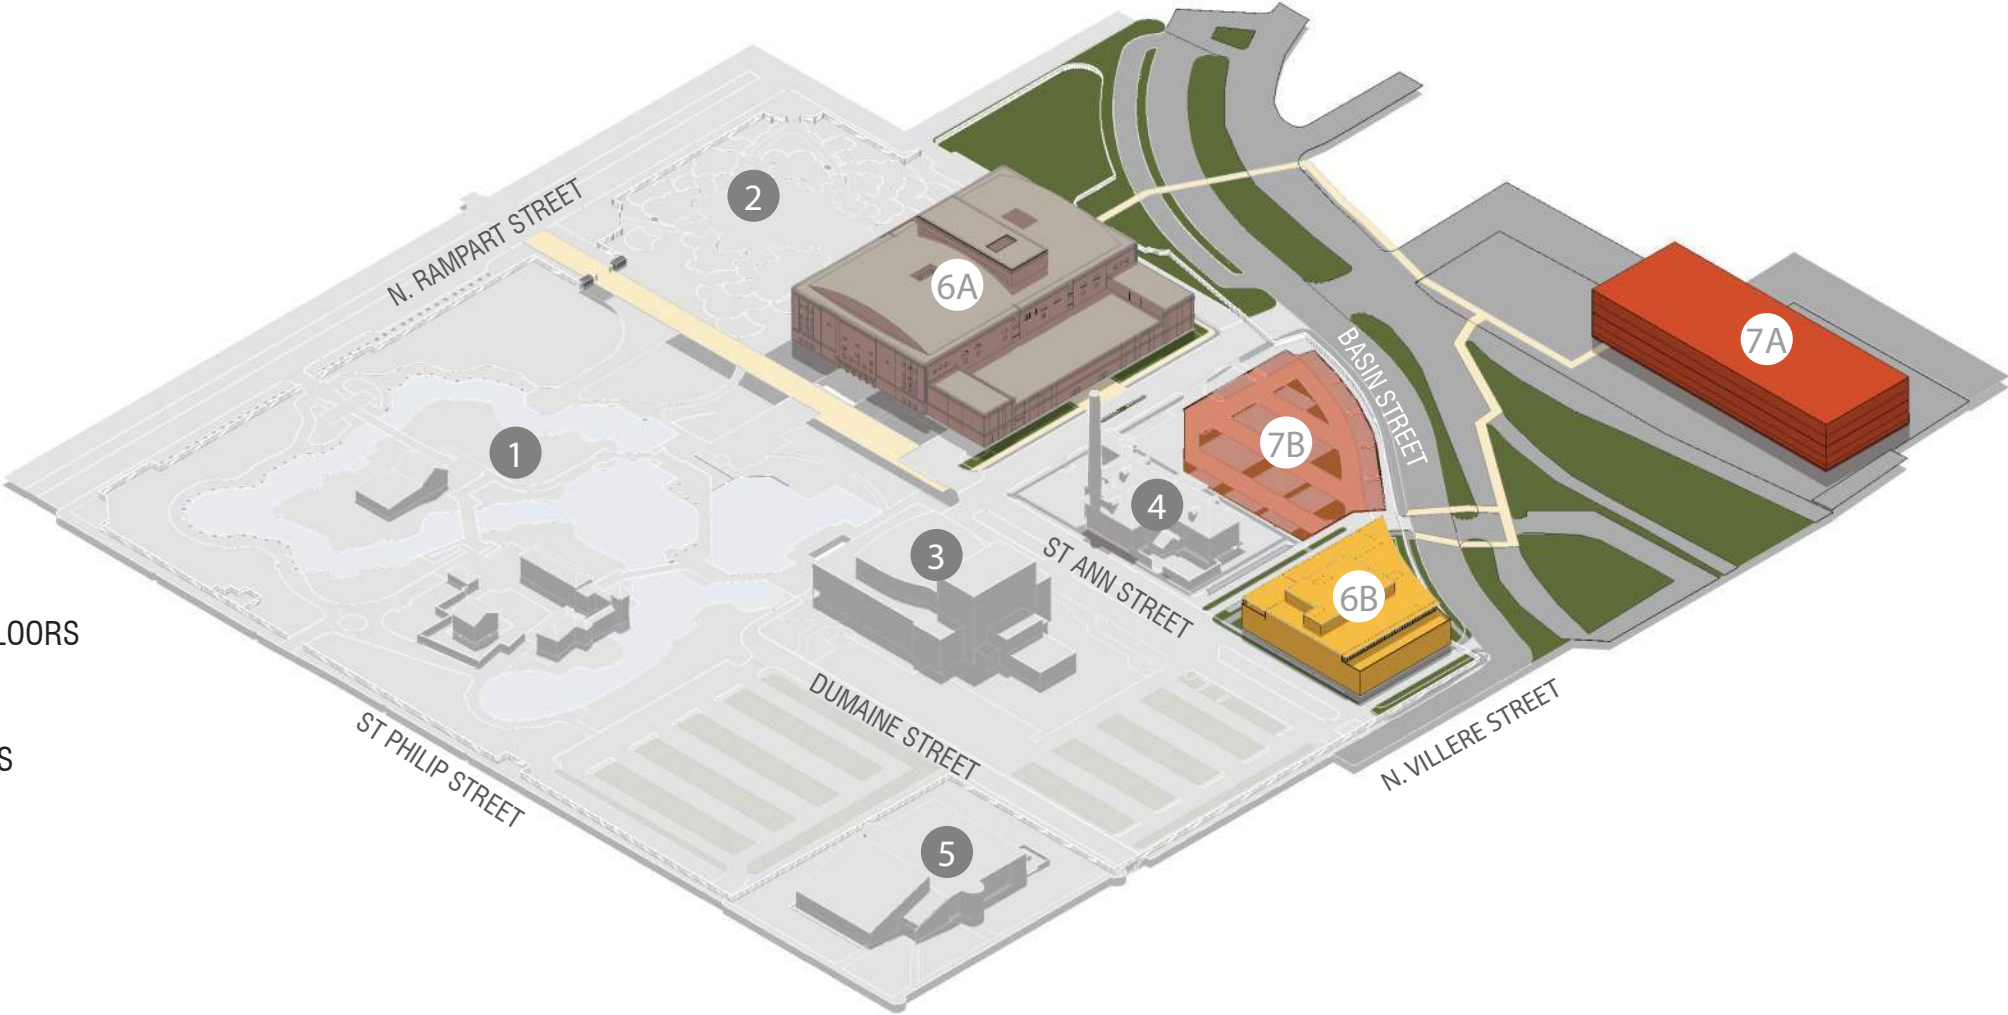 2
N. RAMPART STREET
6A
BASIN STREET
7A
1
7B
4
3
ST ANN STREET
6B
LOORS
DUMAINE STREET
N. VILLERE STREET
ST PHILIP STREET
S
5